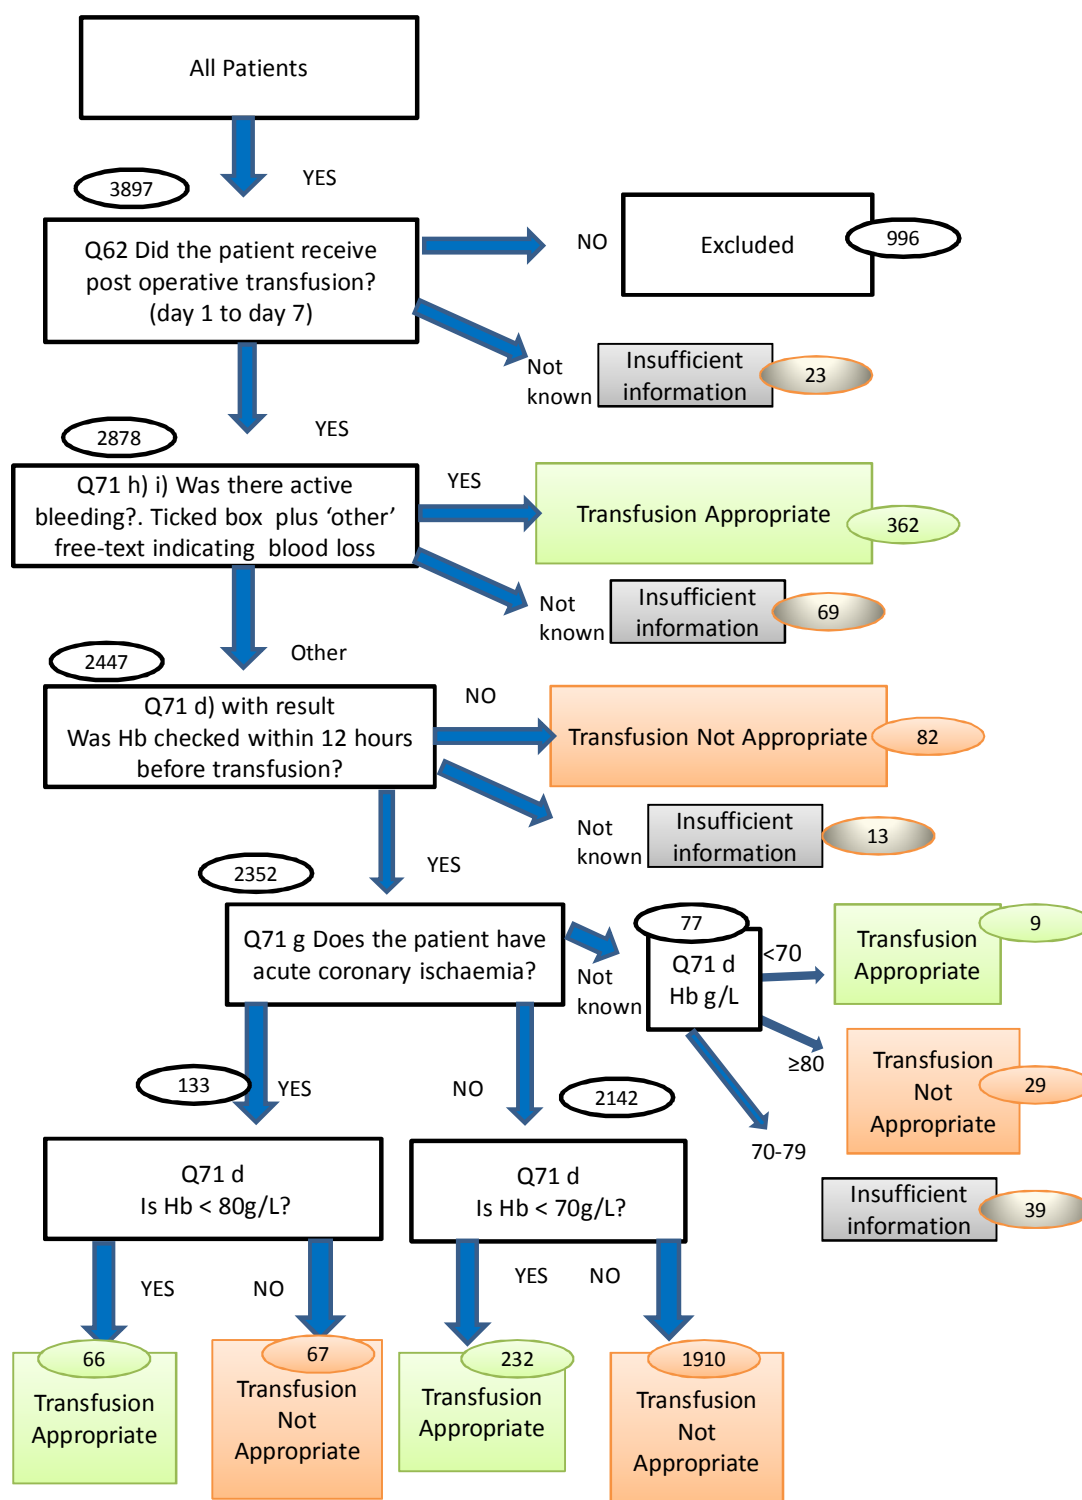 All Patients
YES
3897
Q62 Did the patient receive
post operative transfusion?
(day 1 to day 7)
NO
Excluded
996
Not
known
Insufficient
information
23
YES
2878
Q71 h) i) Was there active
bleeding?. Ticked box  plus ‘other’
free-text indicating  blood loss
YES
Transfusion Appropriate
362
Not
known
Insufficient
information
69
Other
2447
Q71 d) with result
Was Hb checked within 12 hours
before transfusion?
NO
Transfusion Not Appropriate
82
Not
known
Insufficient
information
13
YES
2352
Q71 g Does the patient have
acute coronary ischaemia?
Not
known
77
Q71 d
Hb g/L
<70
Transfusion
Appropriate
9
≥80
Transfusion
Not
Appropriate
29
70-79
Insufficient
information
39
133
YES
NO
2142
Q71 d
Is Hb < 80g/L?
Q71 d
Is Hb < 70g/L?
YES
NO
YES
NO
66
Transfusion
Appropriate
67
Transfusion
Not
Appropriate
232
Transfusion
Appropriate
1910
Transfusion
Not
Appropriate